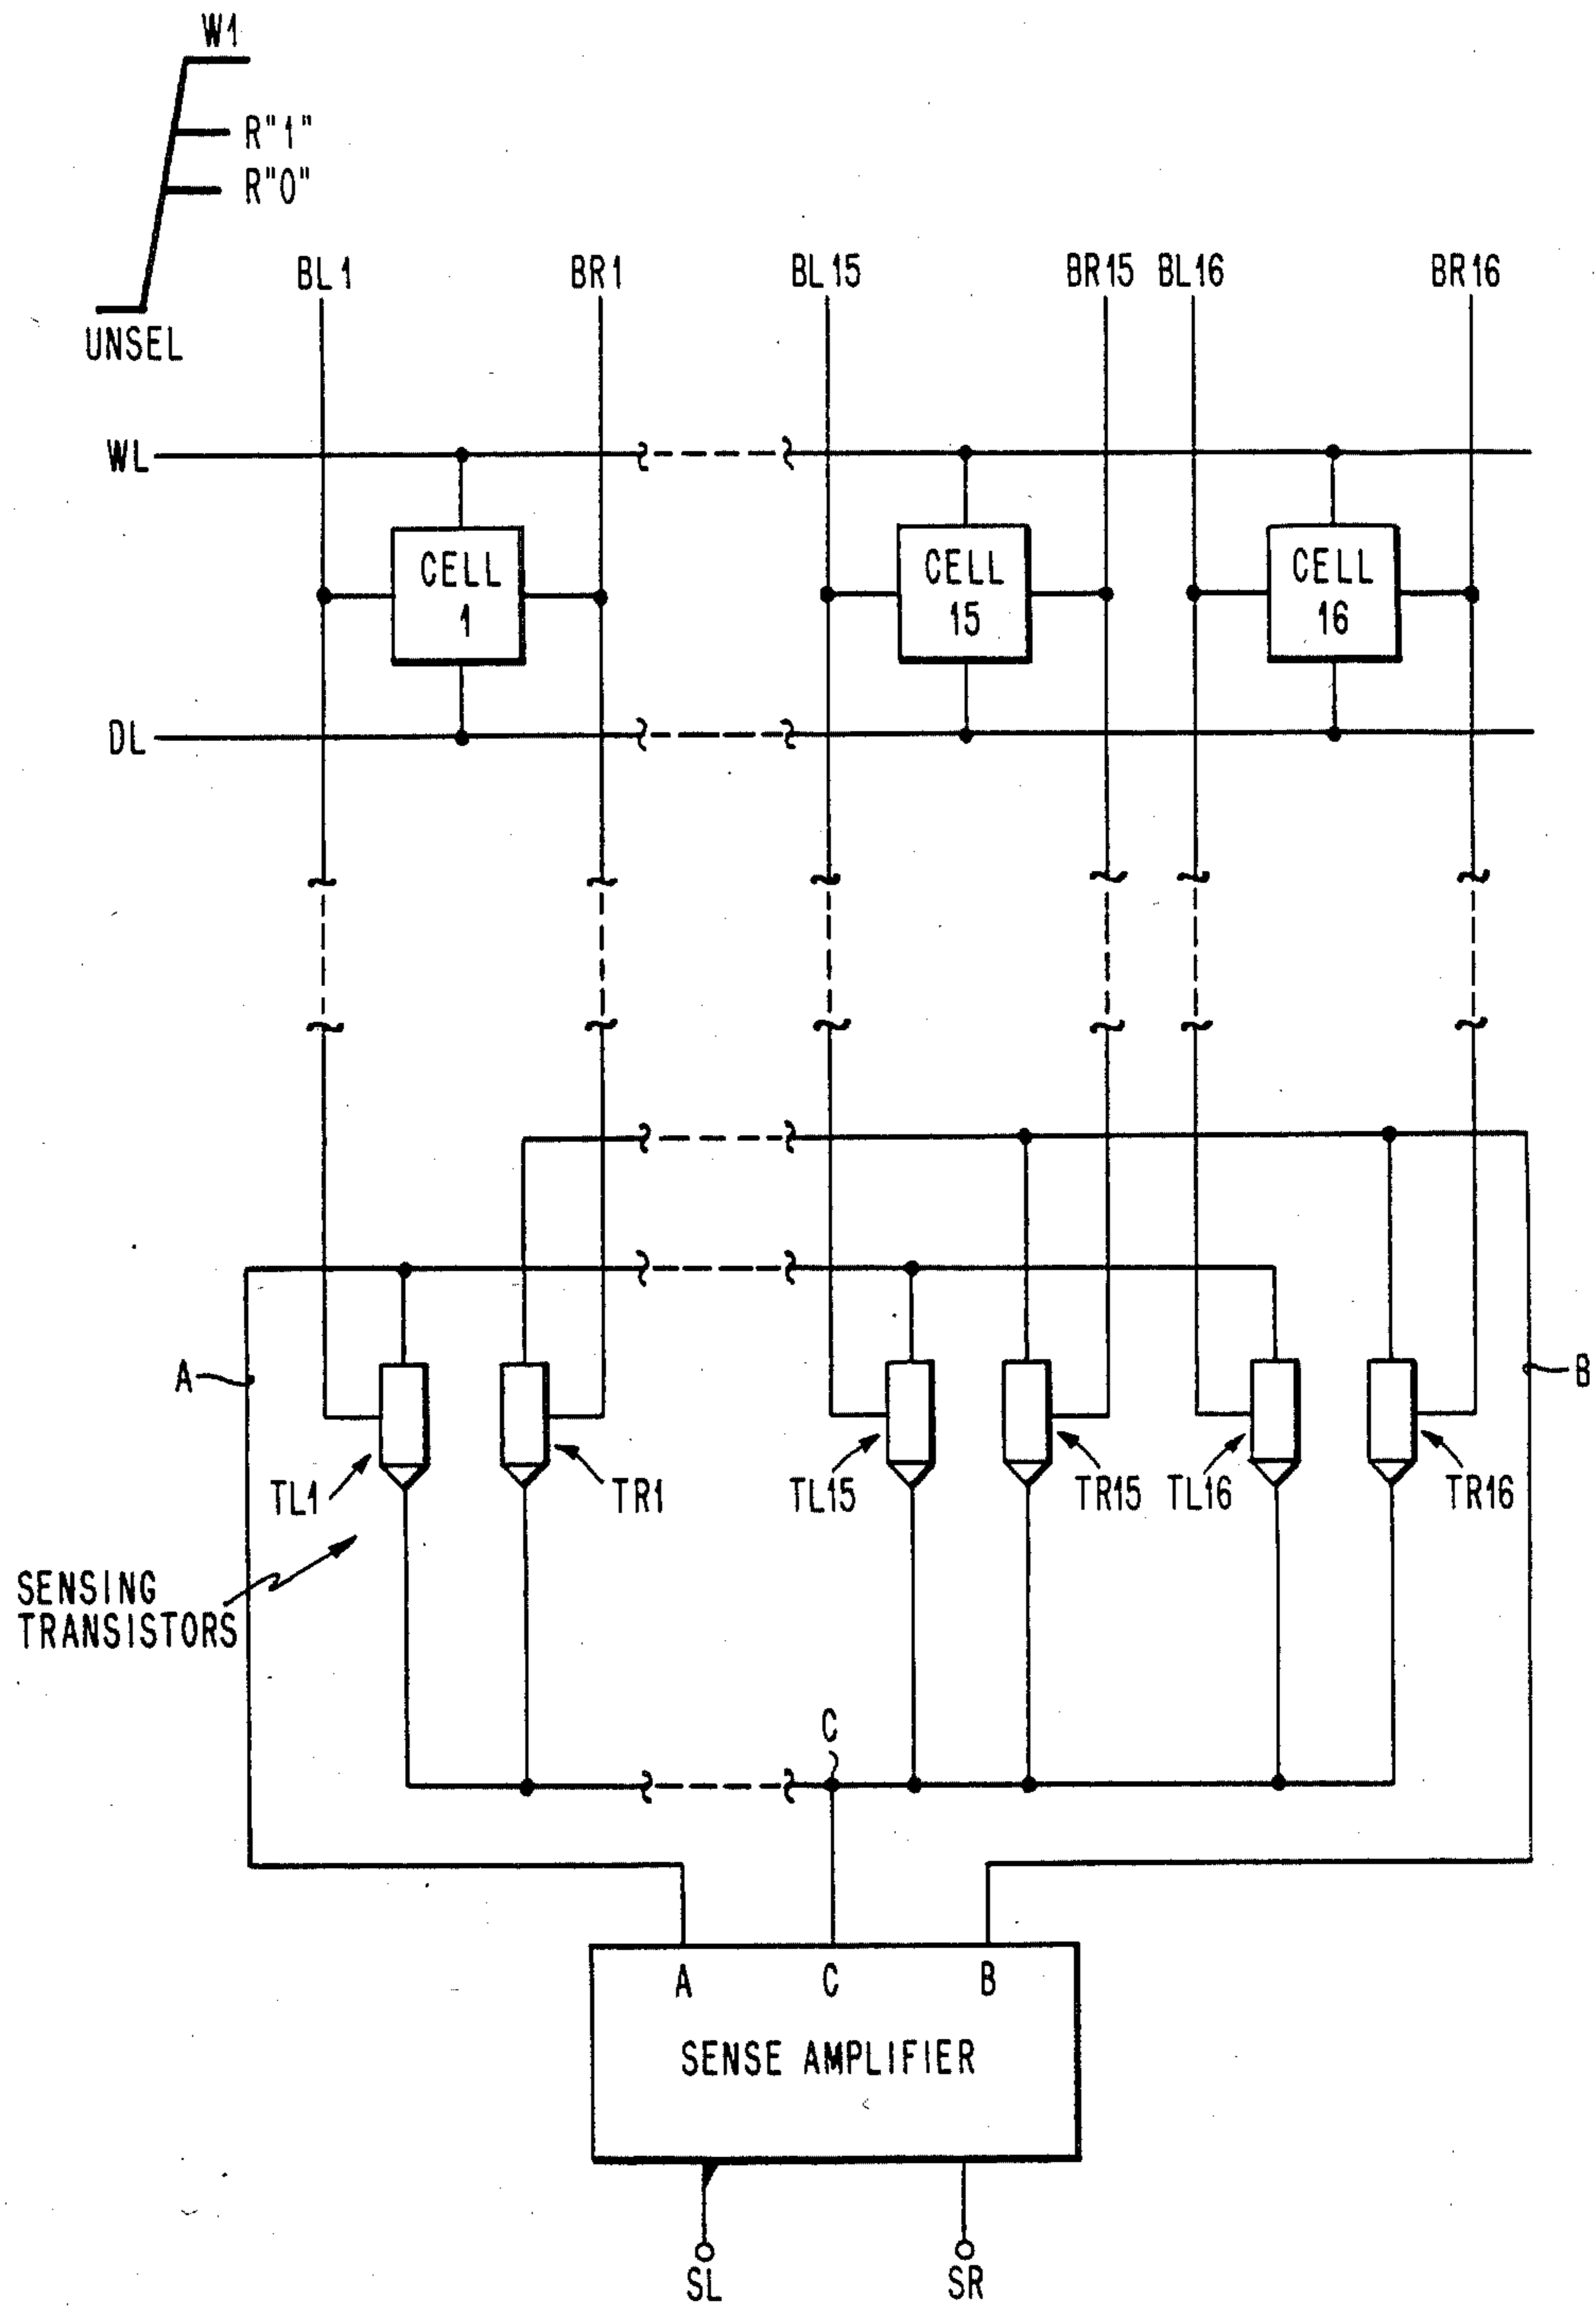 W1
R"1"
R"0"
UNSEL
BL1
BR1
BL15
BR15
BL16
BR16
WL
CELL
1
CELL
15
CELL
16
DL
A
B
TL1
TR1
TL15
TR15
TL16
TR16
SENSING
TRANSISTORS
C
A
C
B
SENSE AMPLIFIER
SL
SR